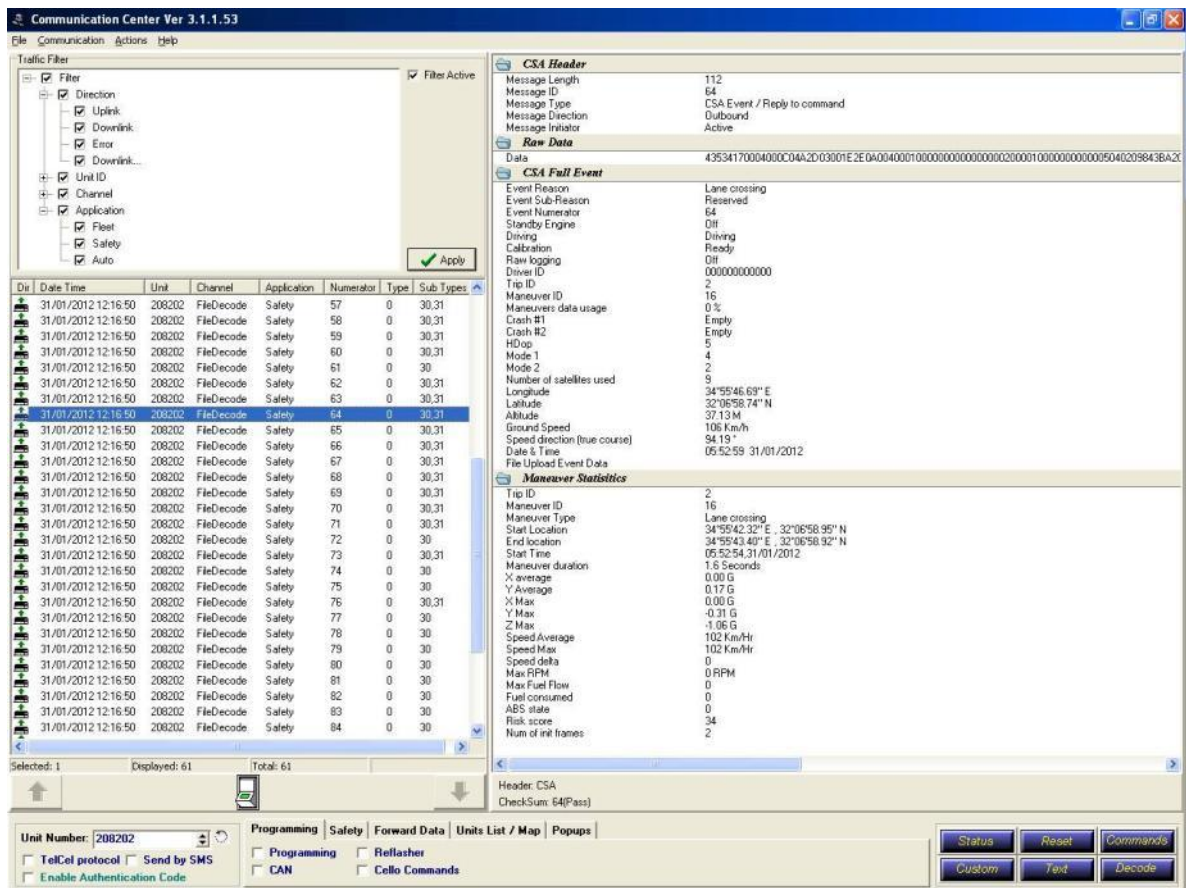 Communication Center Ver 3.1.1.53
File Communication Actions Help
Traffic Filter
Filter
Direction
Uplink
Downlink
Error
Downlink...
Unit ID
Channel
Application
Fleet
Safety
Auto
Filter Active
Apply
Dir Date Time Unit Channel Application Numerator Type Sub Types
31/01/2012 12:16:50 208202 FileDecode Safety 57 0 30,31
31/01/2012 12:16:50 208202 FileDecode Safety 58 0 30,31
31/01/2012 12:16:50 208202 FileDecode Safety 59 0 30,31
31/01/2012 12:16:50 208202 FileDecode Safety 60 0 30,31
31/01/2012 12:16:50 208202 FileDecode Safety 61 0 30
31/01/2012 12:16:50 208202 FileDecode Safety 62 0 30,31
31/01/2012 12:16:50 208202 FileDecode Safety 63 0 30,31
31/01/2012 12:16:50 208202 FileDecode Safety 64 0 30,31
31/01/2012 12:16:50 208202 FileDecode Safety 65 0 30,31
31/01/2012 12:16:50 208202 FileDecode Safety 66 0 30,31
31/01/2012 12:16:50 208202 FileDecode Safety 67 0 30,31
31/01/2012 12:16:50 208202 FileDecode Safety 68 0 30,31
31/01/2012 12:16:50 208202 FileDecode Safety 69 0 30,31
31/01/2012 12:16:50 208202 FileDecode Safety 70 0 30,31
31/01/2012 12:16:50 208202 FileDecode Safety 71 0 30,31
31/01/2012 12:16:50 208202 FileDecode Safety 72 0 30
31/01/2012 12:16:50 208202 FileDecode Safety 73 0 30,31
31/01/2012 12:16:50 208202 FileDecode Safety 74 0 30
31/01/2012 12:16:50 208202 FileDecode Safety 75 0 30
31/01/2012 12:16:50 208202 FileDecode Safety 76 0 30,31
31/01/2012 12:16:50 208202 FileDecode Safety 77 0 30
31/01/2012 12:16:50 208202 FileDecode Safety 78 0 30
31/01/2012 12:16:50 208202 FileDecode Safety 79 0 30
31/01/2012 12:16:50 208202 FileDecode Safety 80 0 30
31/01/2012 12:16:50 208202 FileDecode Safety 81 0 30
31/01/2012 12:16:50 208202 FileDecode Safety 82 0 30
31/01/2012 12:16:50 208202 FileDecode Safety 83 0 30
31/01/2012 12:16:50 208202 FileDecode Safety 84 0 30
Selected: 1 Displayed: 61 Total: 61
CSA Header
Message Length 112
Message ID 64
Message Type CSA Event / Reply to command
Message Direction Outbound
Message Initiator Active
Raw Data
Data
CSA Full Event
Event Reason Lane crossing
Event Sub-Reason Reserved
Event Numerator 64
Standby Engine Off
Driving Driving
Calibration Ready
Raw logging Off
Driver ID 000000000000
Trip ID 2
Maneuver ID 16
Maneuvers data usage 0 %
Crash #1 Empty
Crash #2 Empty
HDop 5
Mode 1 4
Mode 2 2
Number of satellites used 9
Longitude 34°55'46.69'' E
Latitude 32°06'58.74'' N
Altitude 37.13 M
Ground Speed 106 Km/h
Speed direction (true course) 94.19 °
Date & Time 05:52:59 31/01/2012
File Upload Event Data
Maneuver Statisitics
Trip ID 2
Maneuver ID 16
Maneuver Type Lane crossing
Start Location 34°55'42.32'' E , 32°06'58.95'' N
End location 34°55'43.40'' E , 32°06'58.92'' N
Start Time 05:52:54,31/01/2012
Maneuver duration 1.6 Seconds
X average 0.00 G
Y Average 0.17 G
X Max 0.00 G
Y Max -0.31 G
Z Max -1.06 G
Speed Average 102 Km/Hr
Speed Max 102 Km/Hr
Speed delta 0
Max RPM 0 RPM
Max Fuel Flow 0
Fuel consumed 0
ABS state 0
Risk score 34
Num of init frames 2
Header: CSA
CheckSum: 64(Pass)
Unit Number: 208202
TelCel protocol Send by SMS
Enable Authentication Code
Programming Safety Forward Data Units List / Map Popups
Programming Reflasher
CAN Cello Commands
Status Reset Commands
Custom Text Decode